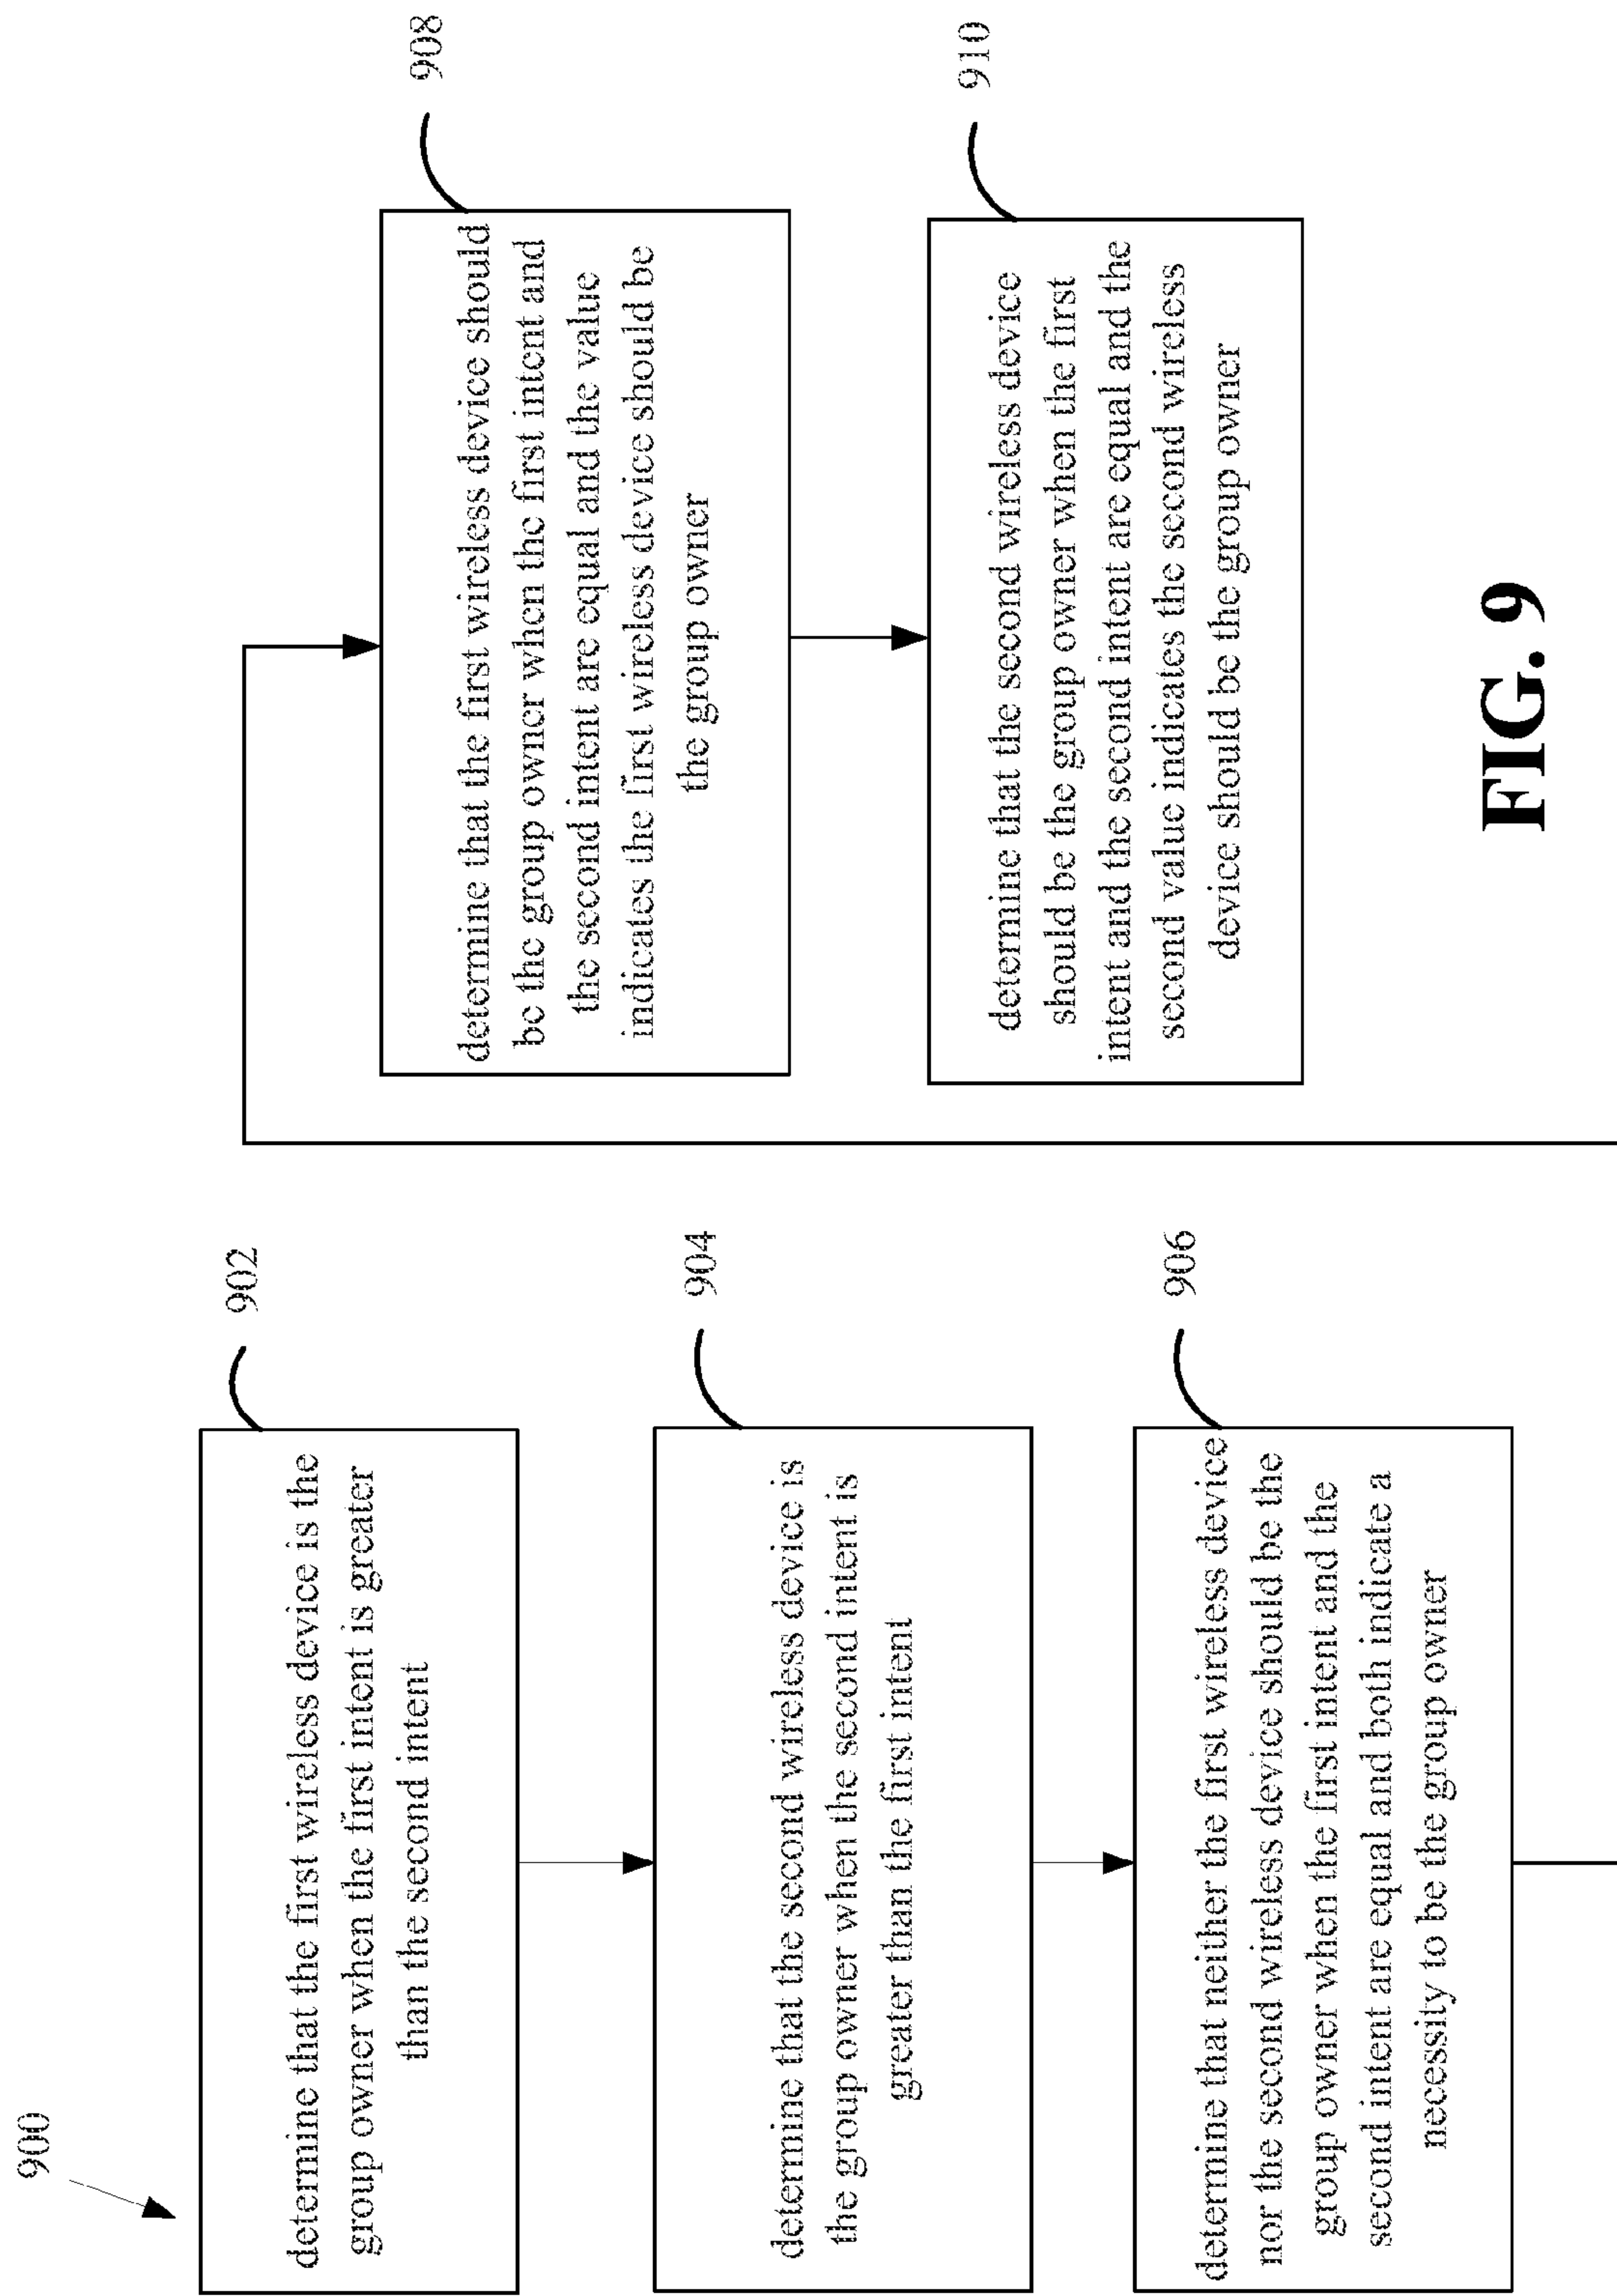 900
determine that the first wireless device is the
group owner when the first intent is greater
than the second intent
902
determine that the second wireless device is
the group owner when the second intent is
greater than the first intent
904
determine that neither the first wireless device
nor the second wireless device should be the
group owner when the first intent and the
second intent are equal and both indicate a
necessity to be the group owner
906
determine that the first wireless device should
be the group owner when the first intent and
the second intent are equal and the value
indicates the first wireless device should be
the group owner
908
determine that the second wireless device
should be the group owner when the first
intent and the second intent are equal and the
second value indicates the second wireless
device should be the group owner
910
FIG. 9